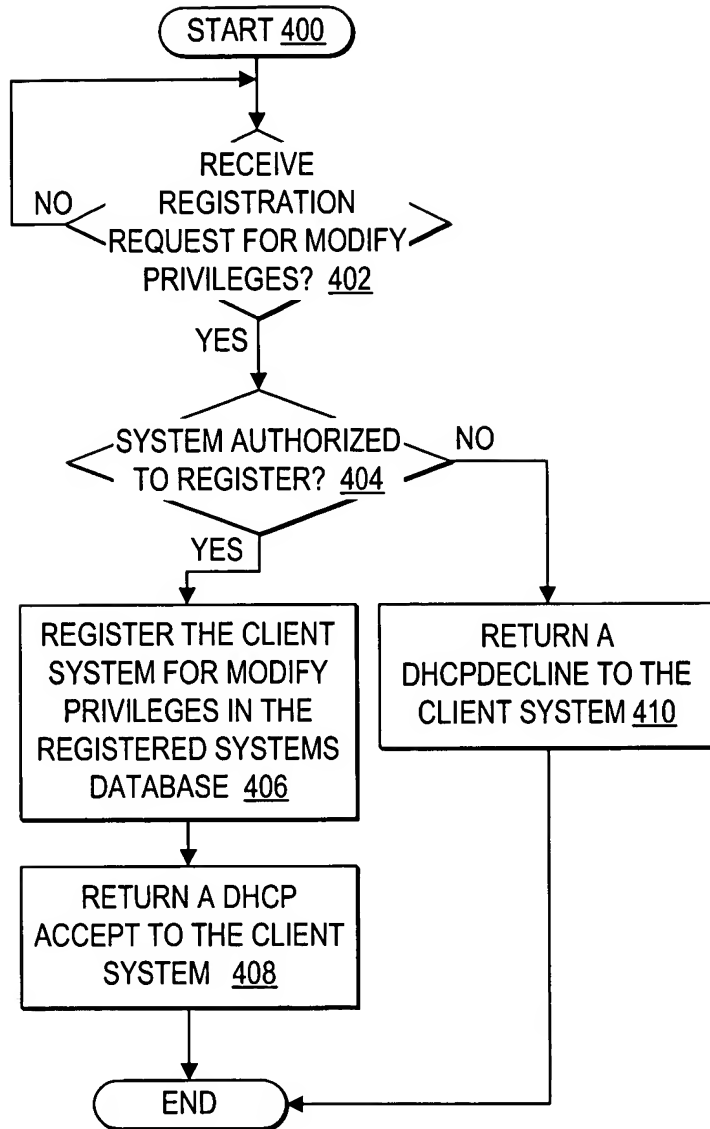 START 400
RECEIVE
REGISTRATION
NO
REQUEST FOR MODIFY
PRIVILEGES? 402
YES
SYSTEM AUTHORIZED
TO REGISTER? 404
NO
YES
REGISTER THE CLIENT
SYSTEM FOR MODIFY
PRIVILEGES IN THE
REGISTERED SYSTEMS
DATABASE 406
RETURN A
DHCPDECLINE TO THE
CLIENT SYSTEM 410
RETURN A DHCP
ACCEPT TO THE CLIENT
SYSTEM 408
END